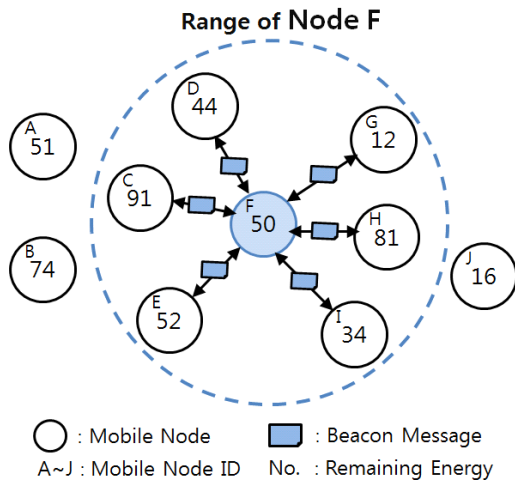 Range of Node F
D
44
G
12
A
51
C
91
F
50
H
81
B
74
J
16
E
52
I
34
: Mobile Node
: Beacon Message
A~J : Mobile Node ID
No. : Remaining Energy